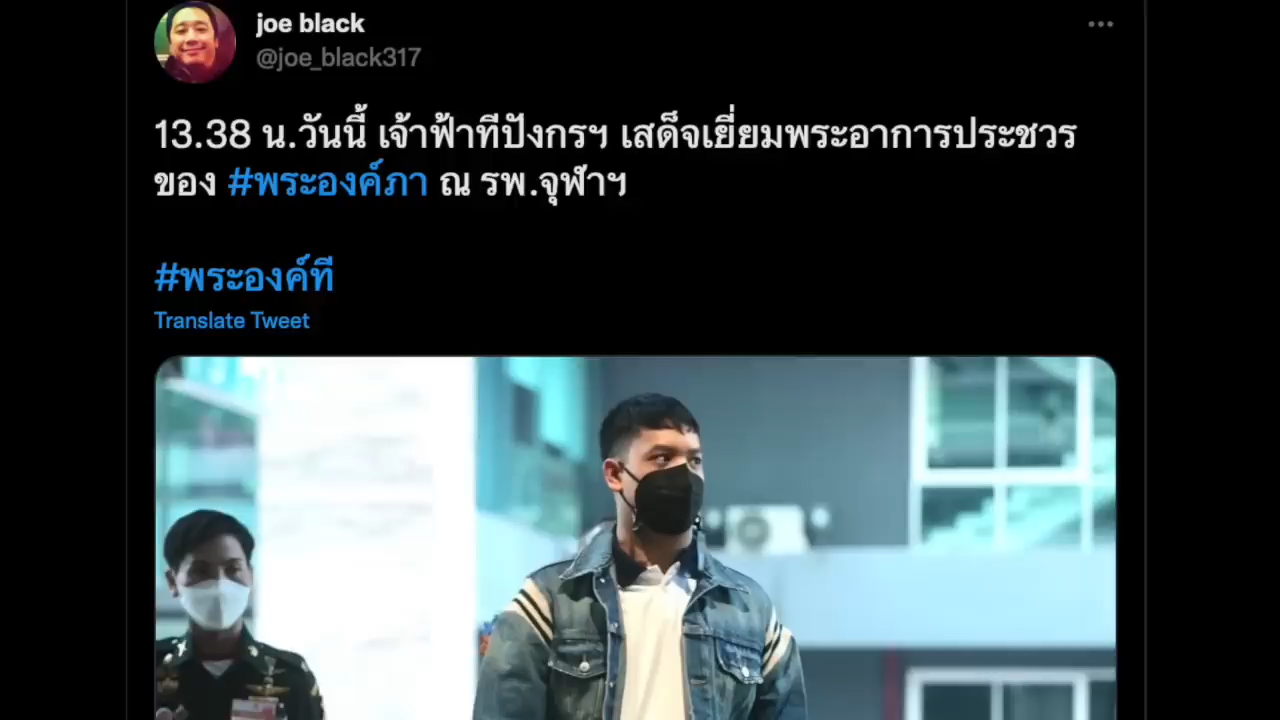 joe black
@joe_black317
13.38 น.วันนี้ เจ้าฟ้าทีปังกรฯ เสด็จเยี่ยมพระอาการประชวร
ของ #พระองค์ภา ณ รพ.จุฬาฯ
#พระองค์ที
Translate Tweet